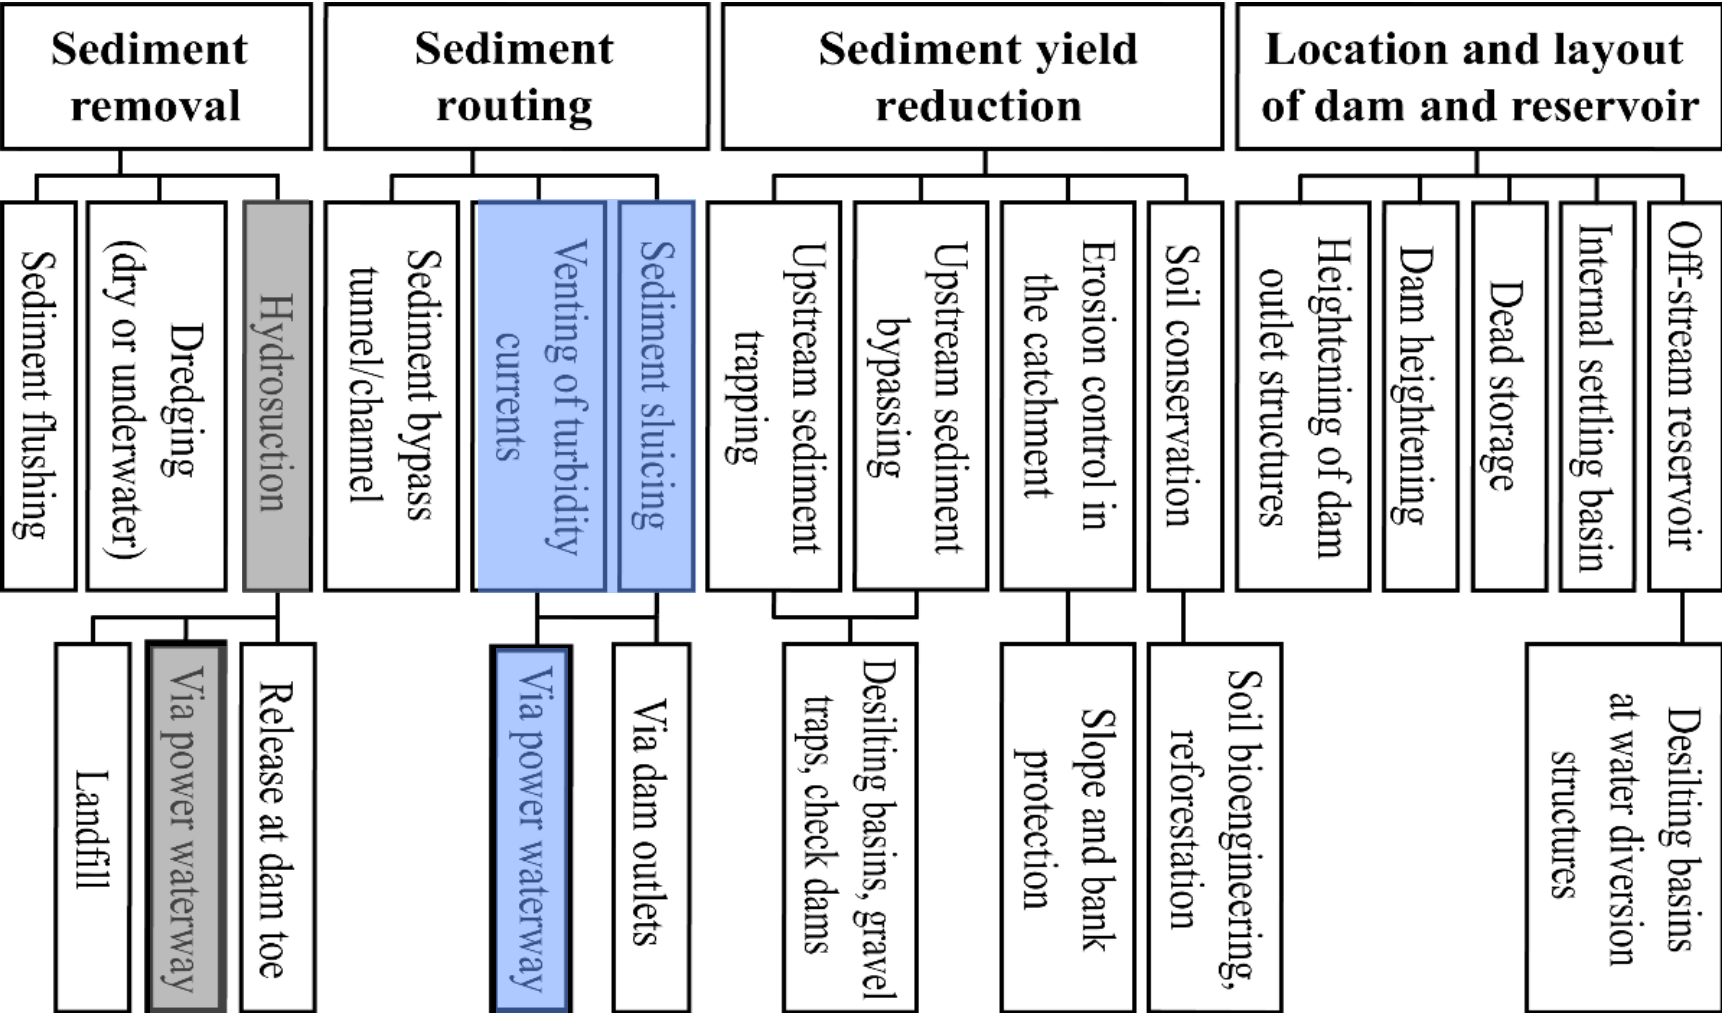 Sediment
removal
Sediment
routing
Sediment yield
reduction
Location and layout
of dam and reservoir
Sediment flushing
Dredging
(dry or underwater)
Hydrosuction
Sediment bypass
tunnel/channel
Venting of turbidity
currents
Sediment sluicing
Upstream sediment
trapping
Upstream sediment
bypassing
Erosion control in
the catchment
Soil conservation
Heightening of dam
outlet structures
Dam heightening
Dead storage
Internal settling basin
Off-stream reservoir
Landfill
Via power waterway
Release at dam toe
Via power waterway
Via dam outlets
Desilting basins, gravel
traps, check dams
Slope and bank
protection
Soil bioengineering,
reforestation
Desilting basins
at water diversion
structures